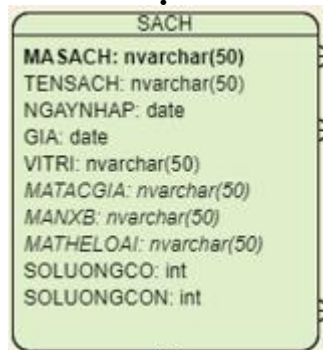 SACH
MASACH: nvarchar(50)
TENSACH: nvarchar(50)
NGAYNHAP: date
GIA: date
VITRI: nvarchar(50)
MATACGIA: nvarchar(50)
MANXB: nvarchar(50)
MATHELOAI: nvarchar(50)
SOLUONGCO: int
SOLUONGCON: int